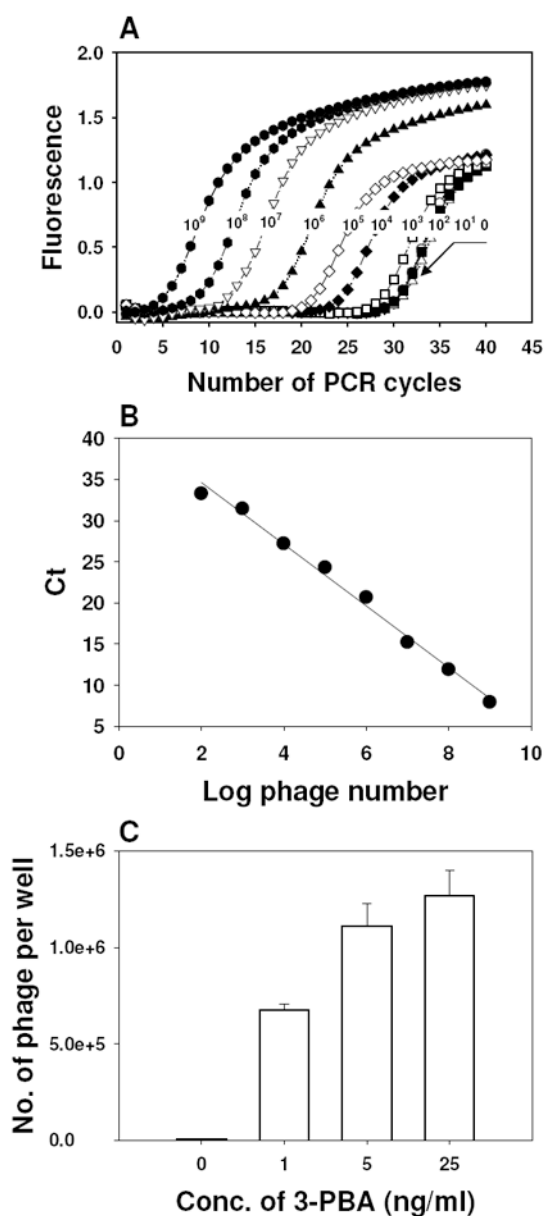 A
Fluorescence
2.0
1.5
1.0
0.5
0.0
10⁹ 10⁸ 10⁷ 10⁶ 10⁵ 10⁴ 10³ 10² 10¹ 0
0 5 10 15 20 25 30 35 40 45
Number of PCR cycles
B
Ct
40
35
30
25
20
15
10
5
0 2 4 6 8 10
Log phage number
C
No. of phage per well
1.5e+6
1.0e+6
5.0e+5
0.0
0 1 5 25
Conc. of 3-PBA (ng/ml)